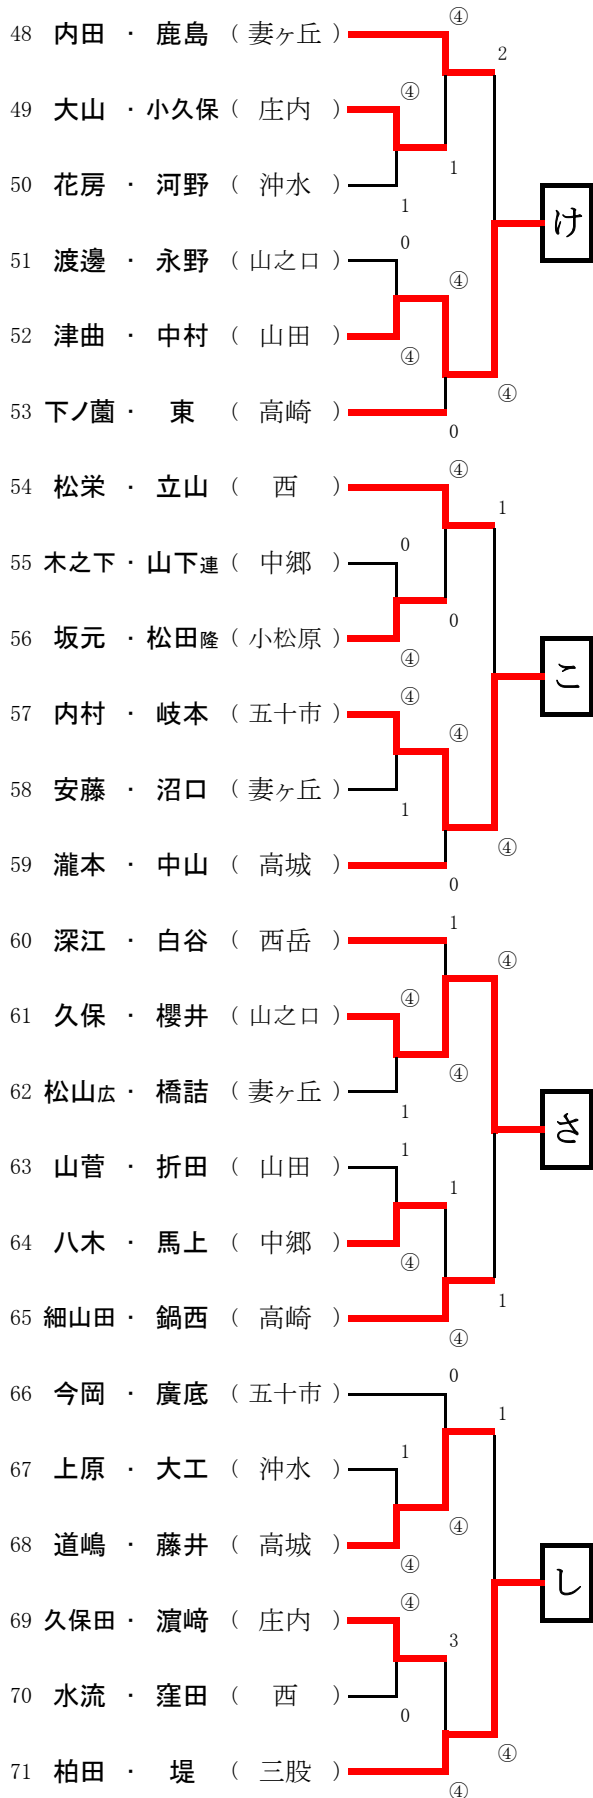 ④
48 内田 ・ 鹿島 （ 妻ヶ丘 ）
2
④
49 大山 ・ 小久保 （ 庄内 ）
1
50 花房 ・ 河野 （ 沖水 ）
1
け
0
51 渡邊 ・ 永野 （ 山之口 ）
④
52 津曲 ・ 中村 （ 山田 ）
④
④
53 下ノ薗 ・ 東 （ 高崎 ）
0
④
54 松栄 ・ 立山 （ 西 ）
1
0
55 木之下 ・ 山下連 （ 中郷 ）
0
56 坂元 ・ 松田隆 （ 小松原 ）
④
こ
④
57 内村 ・ 岐本 （ 五十市 ）
④
58 安藤 ・ 沼口 （ 妻ヶ丘 ）
1
④
59 瀧本 ・ 中山 （ 高城 ）
0
1
60 深江 ・ 白谷 （ 西岳 ）
④
④
61 久保 ・ 櫻井 （ 山之口 ）
④
62 松山広 ・ 橋詰 （ 妻ヶ丘 ）
1
さ
1
63 山菅 ・ 折田 （ 山田 ）
1
64 八木 ・ 馬上 （ 中郷 ）
④
1
65 細山田 ・ 鍋西 （ 高崎 ）
④
0
66 今岡 ・ 廣底 （ 五十市 ）
1
1
67 上原 ・ 大工 （ 沖水 ）
④
68 道嶋 ・ 藤井 （ 高城 ）
④
し
④
69 久保田 ・ 濵﨑 （ 庄内 ）
3
70 水流 ・ 窪田 （ 西 ）
0
④
71 柏田 ・ 堤 （ 三股 ）
④